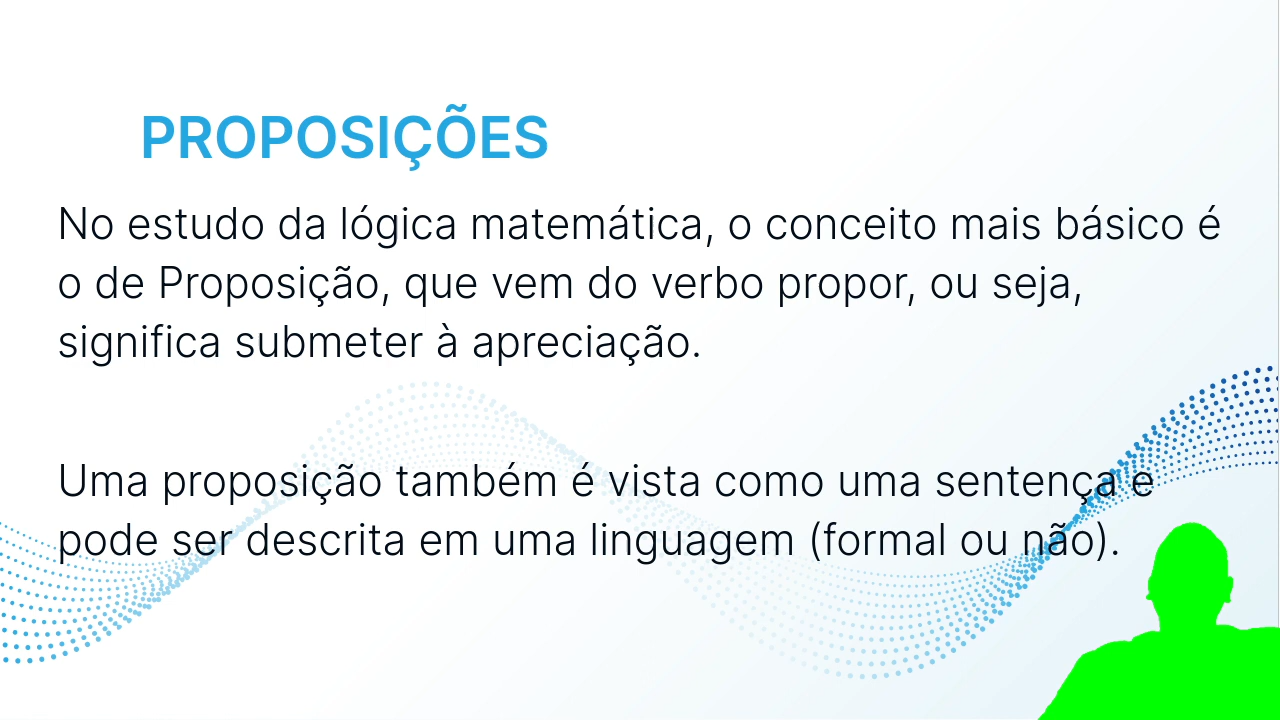 PROPOSIÇÕES
No estudo da lógica matemática, o conceito mais básico é
o de Proposição, que vem do verbo propor, ou seja,
significa submeter à apreciação.
Uma proposição também é vista como uma sentença e
pode ser descrita em uma linguagem (formal ou não).